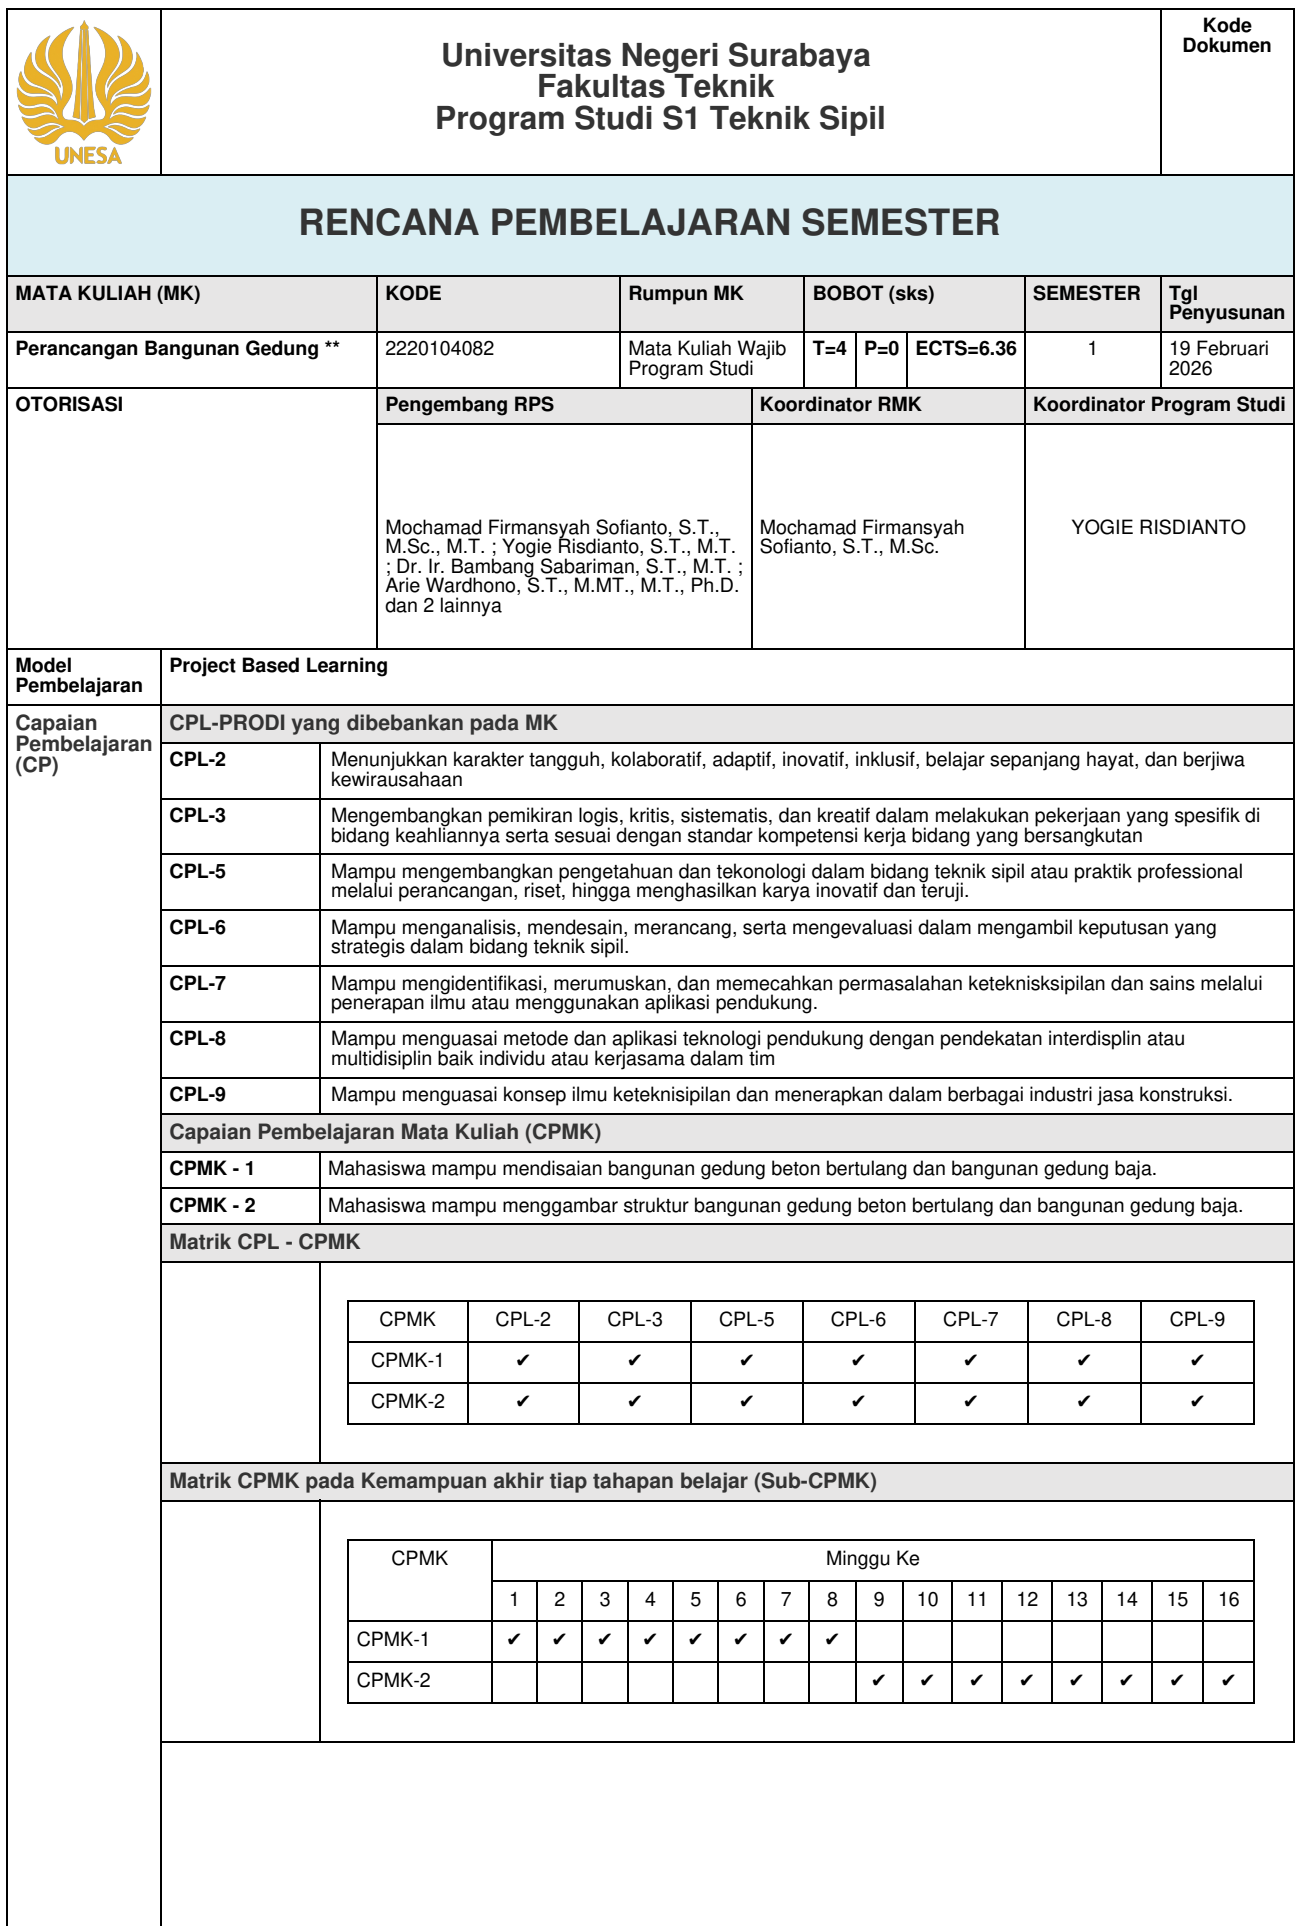 UNESA
Universitas Negeri Surabaya
Fakultas Teknik
Program Studi S1 Teknik Sipil
Kode
Dokumen
RENCANA PEMBELAJARAN SEMESTER
MATA KULIAH (MK) KODE Rumpun MK BOBOT (sks) SEMESTER Tgl
Penyusunan
Perancangan Bangunan Gedung ** 2220104082 Mata Kuliah Wajib
Program Studi
T=4 P=0 ECTS=6.36 1 19 Februari
2026
OTORISASI Pengembang RPS Koordinator RMK Koordinator Program Studi
Mochamad Firmansyah Sofianto, S.T.,
M.Sc., M.T. ; Yogie Risdianto, S.T., M.T.
; Dr. Ir. Bambang Sabariman, S.T., M.T. ;
Arie Wardhono, S.T., M.MT., M.T., Ph.D.
dan 2 lainnya
Mochamad Firmansyah
Sofianto, S.T., M.Sc.
YOGIE RISDIANTO
Model
Pembelajaran
Project Based Learning
Capaian
Pembelajaran
(CP)
CPL-PRODI yang dibebankan pada MK
CPL-2 Menunjukkan karakter tangguh, kolaboratif, adaptif, inovatif, inklusif, belajar sepanjang hayat, dan berjiwa
kewirausahaan
CPL-3 Mengembangkan pemikiran logis, kritis, sistematis, dan kreatif dalam melakukan pekerjaan yang spesifik di
bidang keahliannya serta sesuai dengan standar kompetensi kerja bidang yang bersangkutan
CPL-5 Mampu mengembangkan pengetahuan dan tekonologi dalam bidang teknik sipil atau praktik professional
melalui perancangan, riset, hingga menghasilkan karya inovatif dan teruji.
CPL-6 Mampu menganalisis, mendesain, merancang, serta mengevaluasi dalam mengambil keputusan yang
strategis dalam bidang teknik sipil.
CPL-7 Mampu mengidentifikasi, merumuskan, dan memecahkan permasalahan keteknisksipilan dan sains melalui
penerapan ilmu atau menggunakan aplikasi pendukung.
CPL-8 Mampu menguasai metode dan aplikasi teknologi pendukung dengan pendekatan interdisplin atau
multidisiplin baik individu atau kerjasama dalam tim
CPL-9 Mampu menguasai konsep ilmu keteknisipilan dan menerapkan dalam berbagai industri jasa konstruksi.
Capaian Pembelajaran Mata Kuliah (CPMK)
CPMK - 1 Mahasiswa mampu mendisaian bangunan gedung beton bertulang dan bangunan gedung baja.
CPMK - 2 Mahasiswa mampu menggambar struktur bangunan gedung beton bertulang dan bangunan gedung baja.
Matrik CPL - CPMK
CPMK CPL-2 CPL-3 CPL-5 CPL-6 CPL-7 CPL-8 CPL-9
CPMK-1 ✔ ✔ ✔ ✔ ✔ ✔ ✔
CPMK-2 ✔ ✔ ✔ ✔ ✔ ✔ ✔
Matrik CPMK pada Kemampuan akhir tiap tahapan belajar (Sub-CPMK)
CPMK Minggu Ke
1 2 3 4 5 6 7 8 9 10 11 12 13 14 15 16
CPMK-1 ✔ ✔ ✔ ✔ ✔ ✔ ✔ ✔
CPMK-2 ✔ ✔ ✔ ✔ ✔ ✔ ✔ ✔